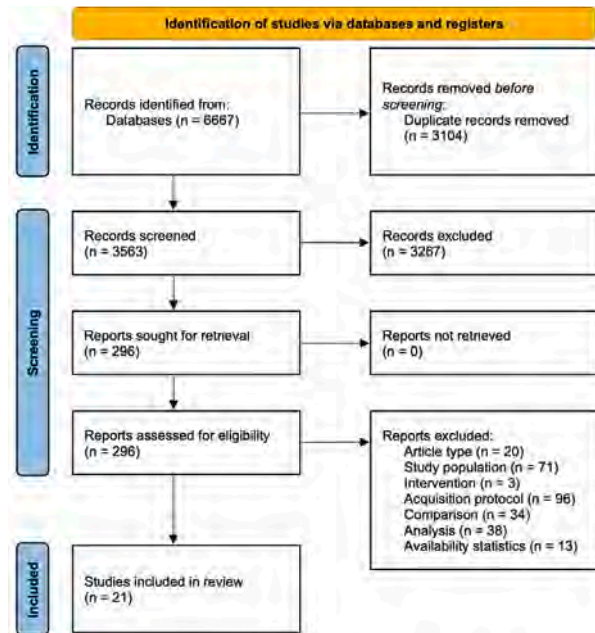 Identification of studies via databases and registers
Identification
Records identified from:
Databases (n = 6667)
Records removed before
screening:
Duplicate records removed
(n = 3104)
Screening
Records screened
(n = 3563)
Records excluded
(n = 3267)
Reports sought for retrieval
(n = 296)
Reports not retrieved
(n = 0)
Reports assessed for eligibility
(n = 296)
Reports excluded:
Article type (n = 20)
Study population (n = 71)
Intervention (n = 3)
Acquisition protocol (n = 96)
Comparison (n = 34)
Analysis (n = 38)
Availability statistics (n = 13)
Included
Studies included in review
(n = 21)